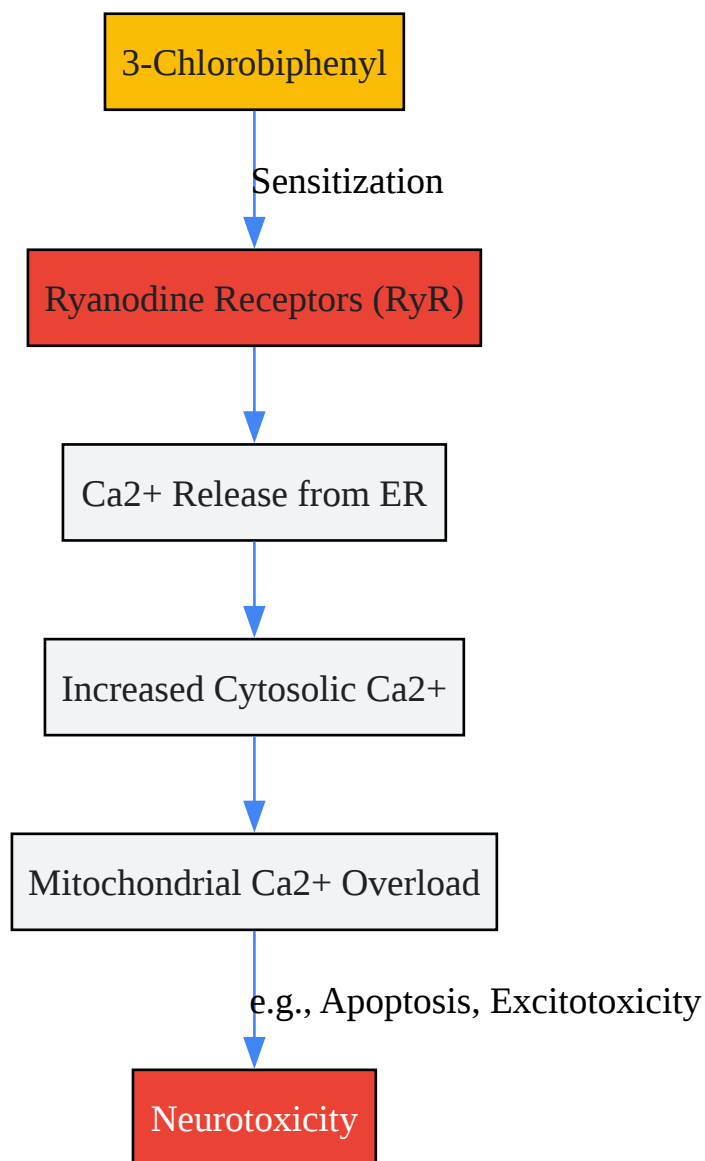 3-Chlorobiphenyl
Sensitization
Ryanodine Receptors (RyR)
Ca2+ Release from ER
Increased Cytosolic Ca2+
Mitochondrial Ca2+ Overload
e.g., Apoptosis, Excitotoxicity
Neurotoxicity